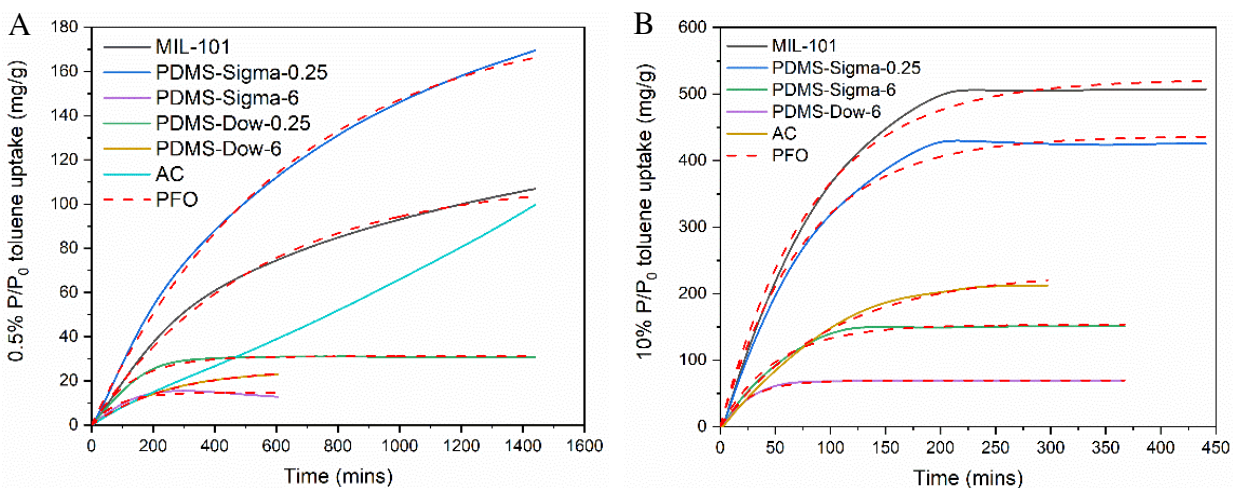 A
0.5% P/P₀ toluene uptake (mg/g)
180
160
140
120
100
80
60
40
20
0
MIL-101
PDMS-Sigma-0.25
PDMS-Sigma-6
PDMS-Dow-0.25
PDMS-Dow-6
AC
PFO
0 200 400 600 800 1000 1200 1400 1600
Time (mins)
B
10% P/P₀ toluene uptake (mg/g)
600
500
400
300
200
100
0
MIL-101
PDMS-Sigma-0.25
PDMS-Sigma-6
PDMS-Dow-6
AC
PFO
0 50 100 150 200 250 300 350 400 450
Time (mins)